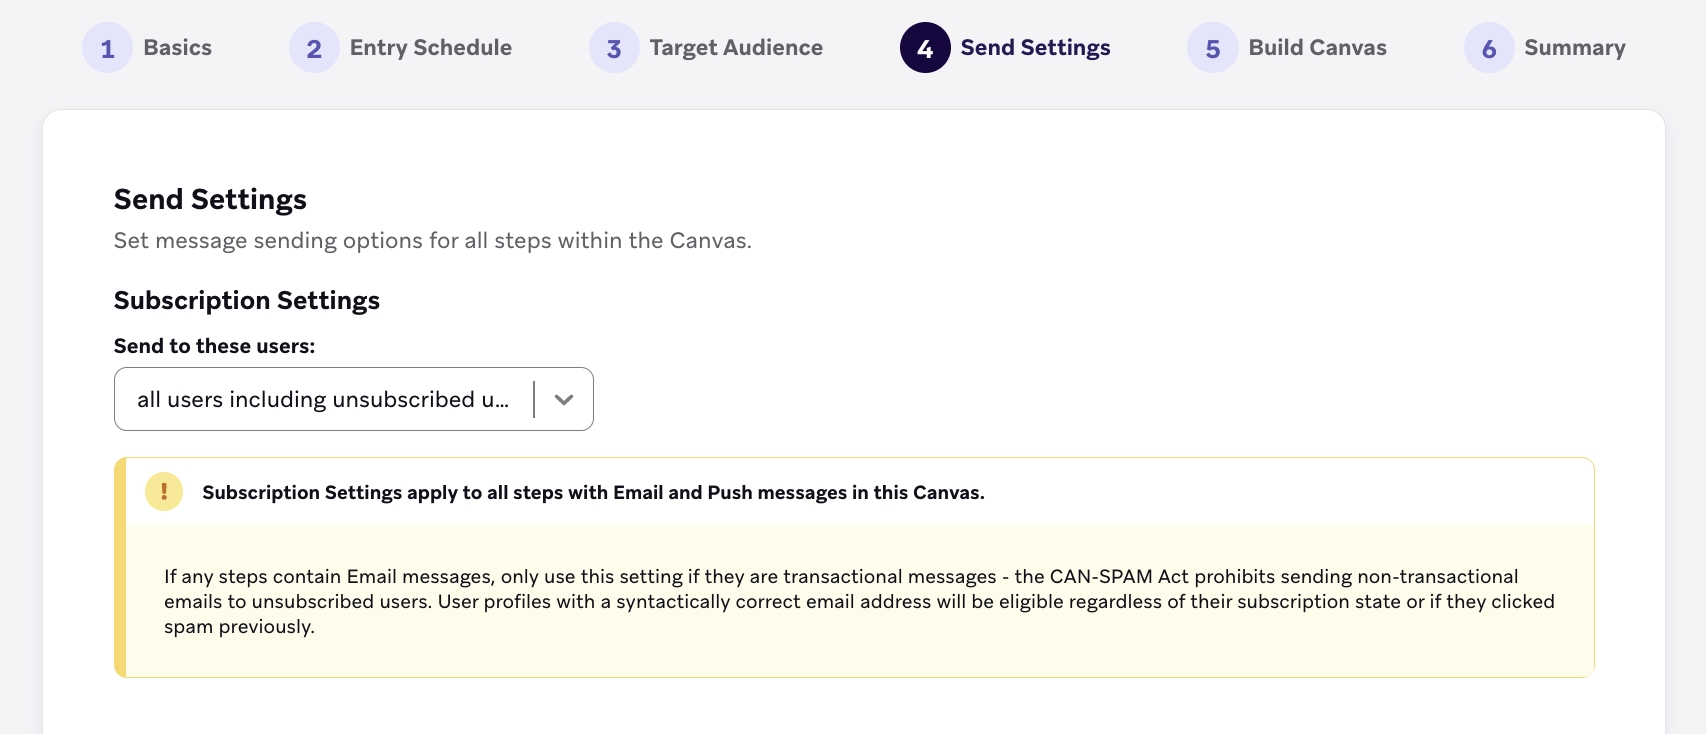 1 Basics 2 Entry Schedule 3 Target Audience 4 Send Settings 5 Build Canvas 6 Summary
Send Settings
Set message sending options for all steps within the Canvas.
Subscription Settings
Send to these users:
all users including unsubscribed u...
! Subscription Settings apply to all steps with Email and Push messages in this Canvas.
If any steps contain Email messages, only use this setting if they are transactional messages - the CAN-SPAM Act prohibits sending non-transactional
emails to unsubscribed users. User profiles with a syntactically correct email address will be eligible regardless of their subscription state or if they clicked
spam previously.